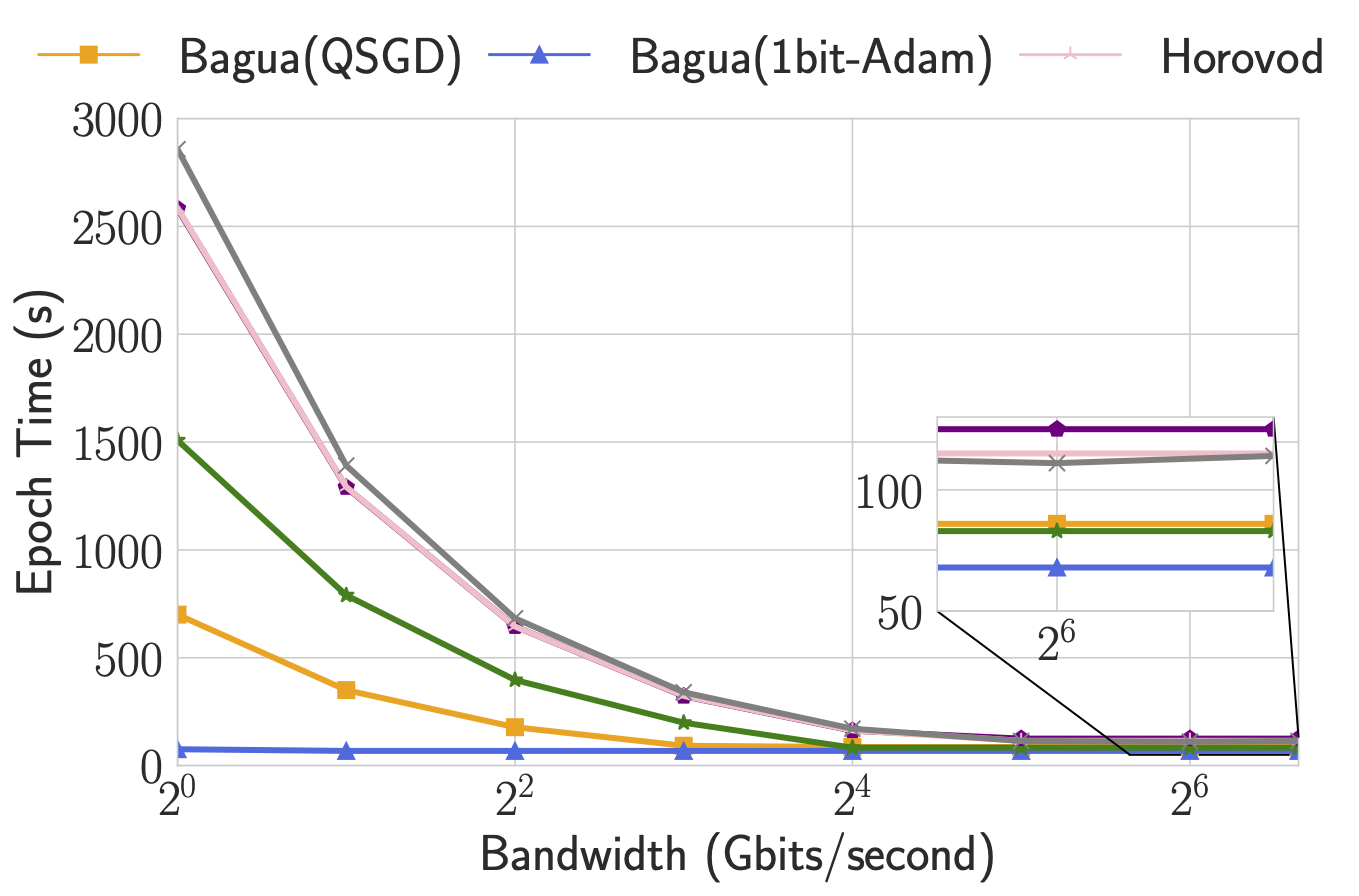 Bagua(QSGD) Bagua(1bit-Adam) Horovod
3000
2500
2000
1500
1000
500
0
Epoch Time (s)
100
50
2^6
2^0 2^2 2^4 2^6
Bandwidth (Gbits/second)